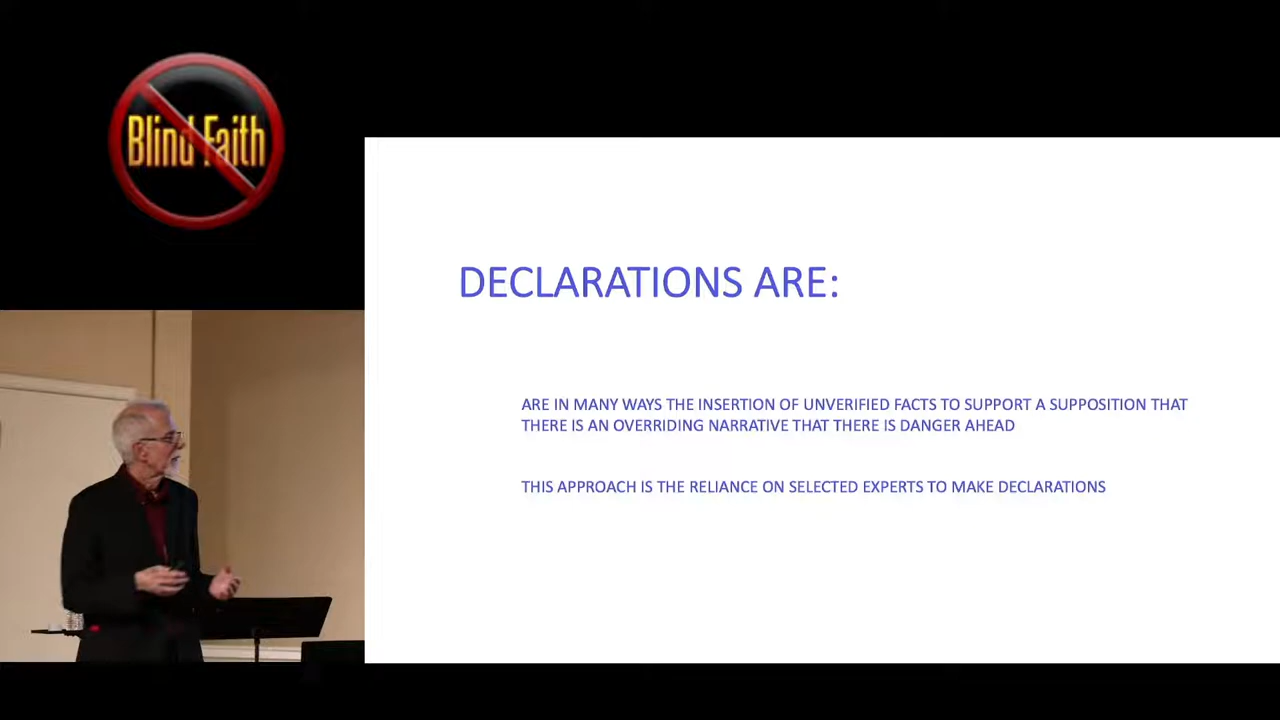 Blind Faith
DECLARATIONS ARE:
ARE IN MANY WAYS THE INSERTION OF UNVERIFIED FACTS TO SUPPORT A SUPPOSITION THAT
THERE IS AN OVERRIDING NARRATIVE THAT THERE IS DANGER AHEAD
THIS APPROACH IS THE RELIANCE ON SELECTED EXPERTS TO MAKE DECLARATIONS